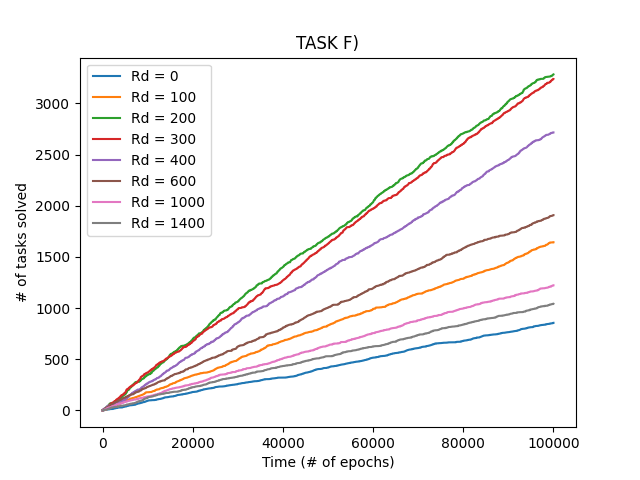 TASK F)
Rd = 0
Rd = 100
Rd = 200
Rd = 300
Rd = 400
Rd = 600
Rd = 1000
Rd = 1400
# of tasks solved
3000
2500
2000
1500
1000
500
0
0 20000 40000 60000 80000 100000
Time (# of epochs)